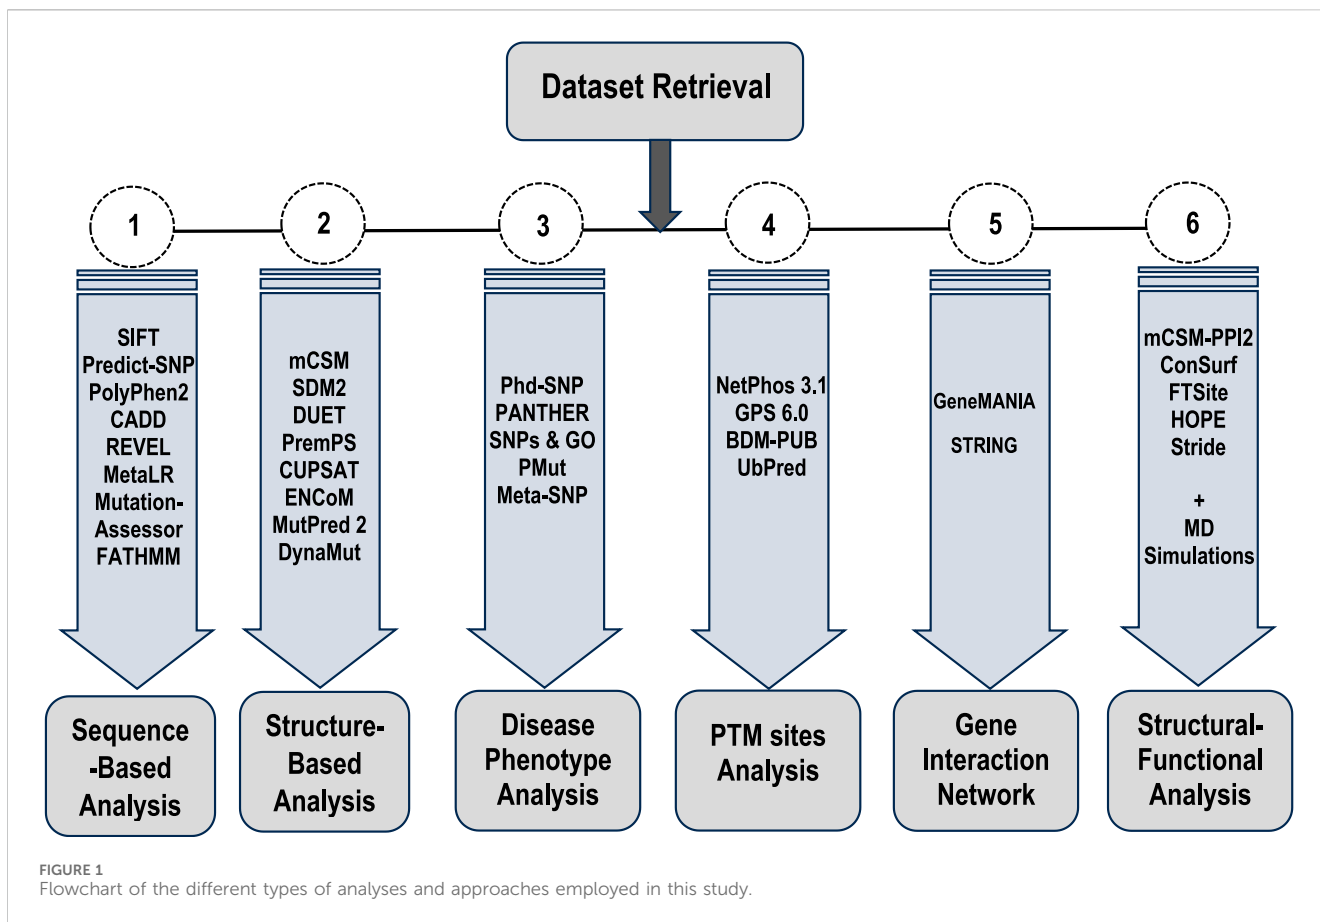 Dataset Retrieval
1
2
3
4
5
6
SIFT
Predict-SNP
PolyPhen2
CADD
REVEL
MetaLR
Mutation-
Assessor
FATHMM
mCSM
SDM2
DUET
PremPS
CUPSAT
ENCoM
MutPred 2
DynaMut
Phd-SNP
PANTHER
SNPs & GO
PMut
Meta-SNP
NetPhos 3.1
GPS 6.0
BDM-PUB
UbPred
GeneMANIA
STRING
mCSM-PPI2
ConSurf
FTSite
HOPE
Stride
+
MD
Simulations
Sequence
-Based
Analysis
Structure-
Based
Analysis
Disease
Phenotype
Analysis
PTM sites
Analysis
Gene
Interaction
Network
Structural-
Functional
Analysis
FIGURE 1
Flowchart of the different types of analyses and approaches employed in this study.